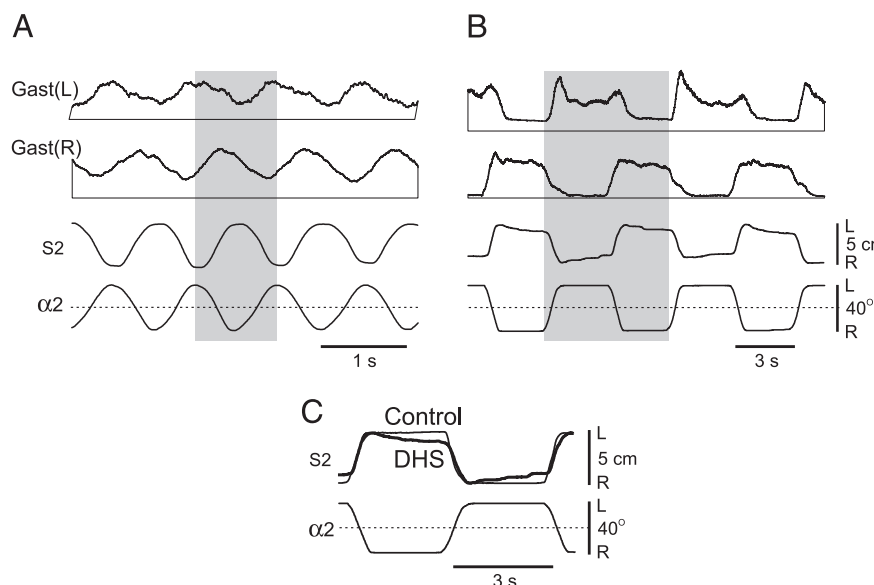 A
B
Gast(L)
Gast(R)
S2
L
5 cm
R
α2
L
40°
R
1 s
3 s
C
Control
DHS
S2
L
5 cm
R
α2
L
40°
R
3 s